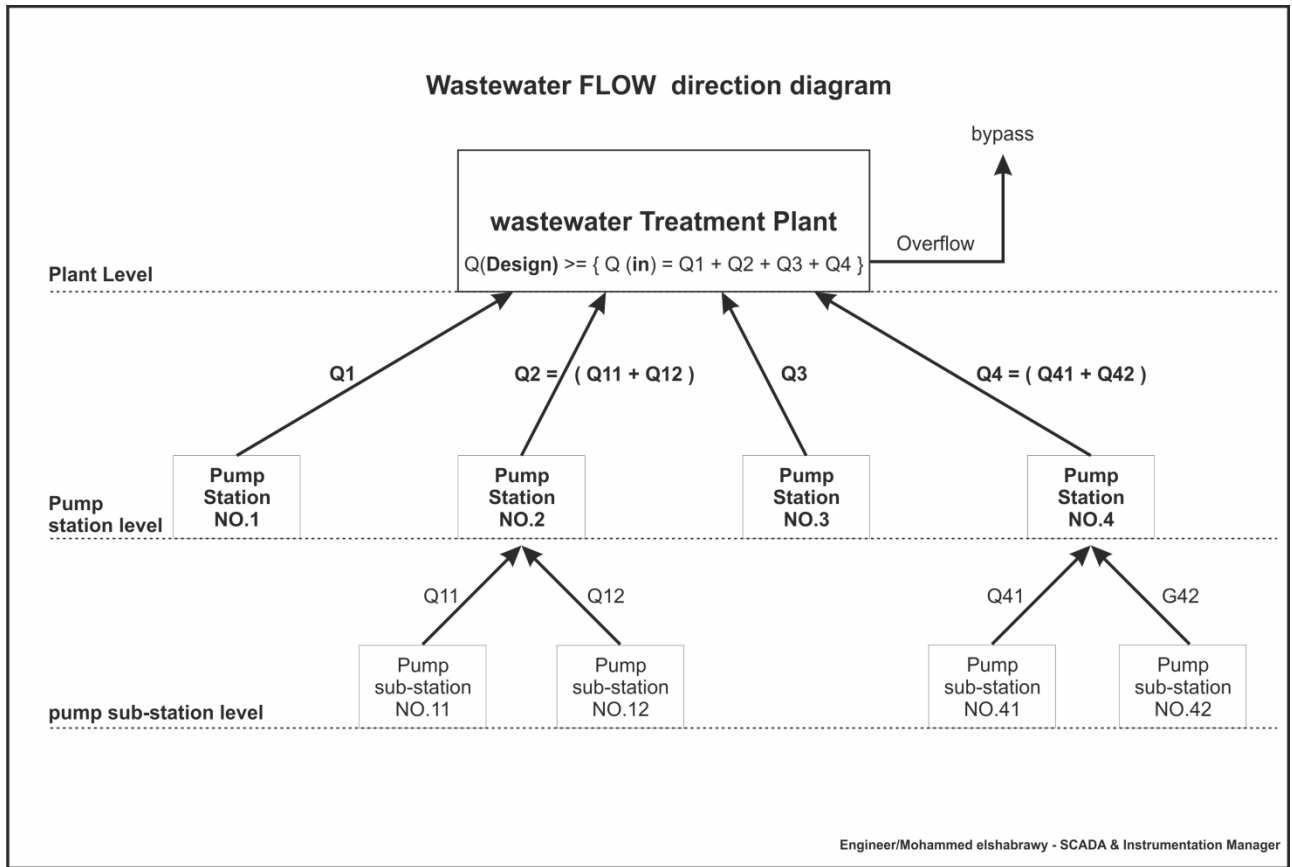 Wastewater FLOW direction diagram
bypass
wastewater Treatment Plant
Overflow
Q(Design) >= { Q (in) = Q1 + Q2 + Q3 + Q4 }
Plant Level
Q1
Q2 = ( Q11 + Q12 )
Q3
Q4 = ( Q41 + Q42 )
Pump
Station
NO.1
Pump
Station
NO.2
Pump
Station
NO.3
Pump
Station
NO.4
Pump
station level
Q11
Q12
Q41
G42
Pump
sub-station
NO.11
Pump
sub-station
NO.12
Pump
sub-station
NO.41
Pump
sub-station
NO.42
pump sub-station level
Engineer/Mohammed elshabrawy - SCADA & Instrumentation Manager